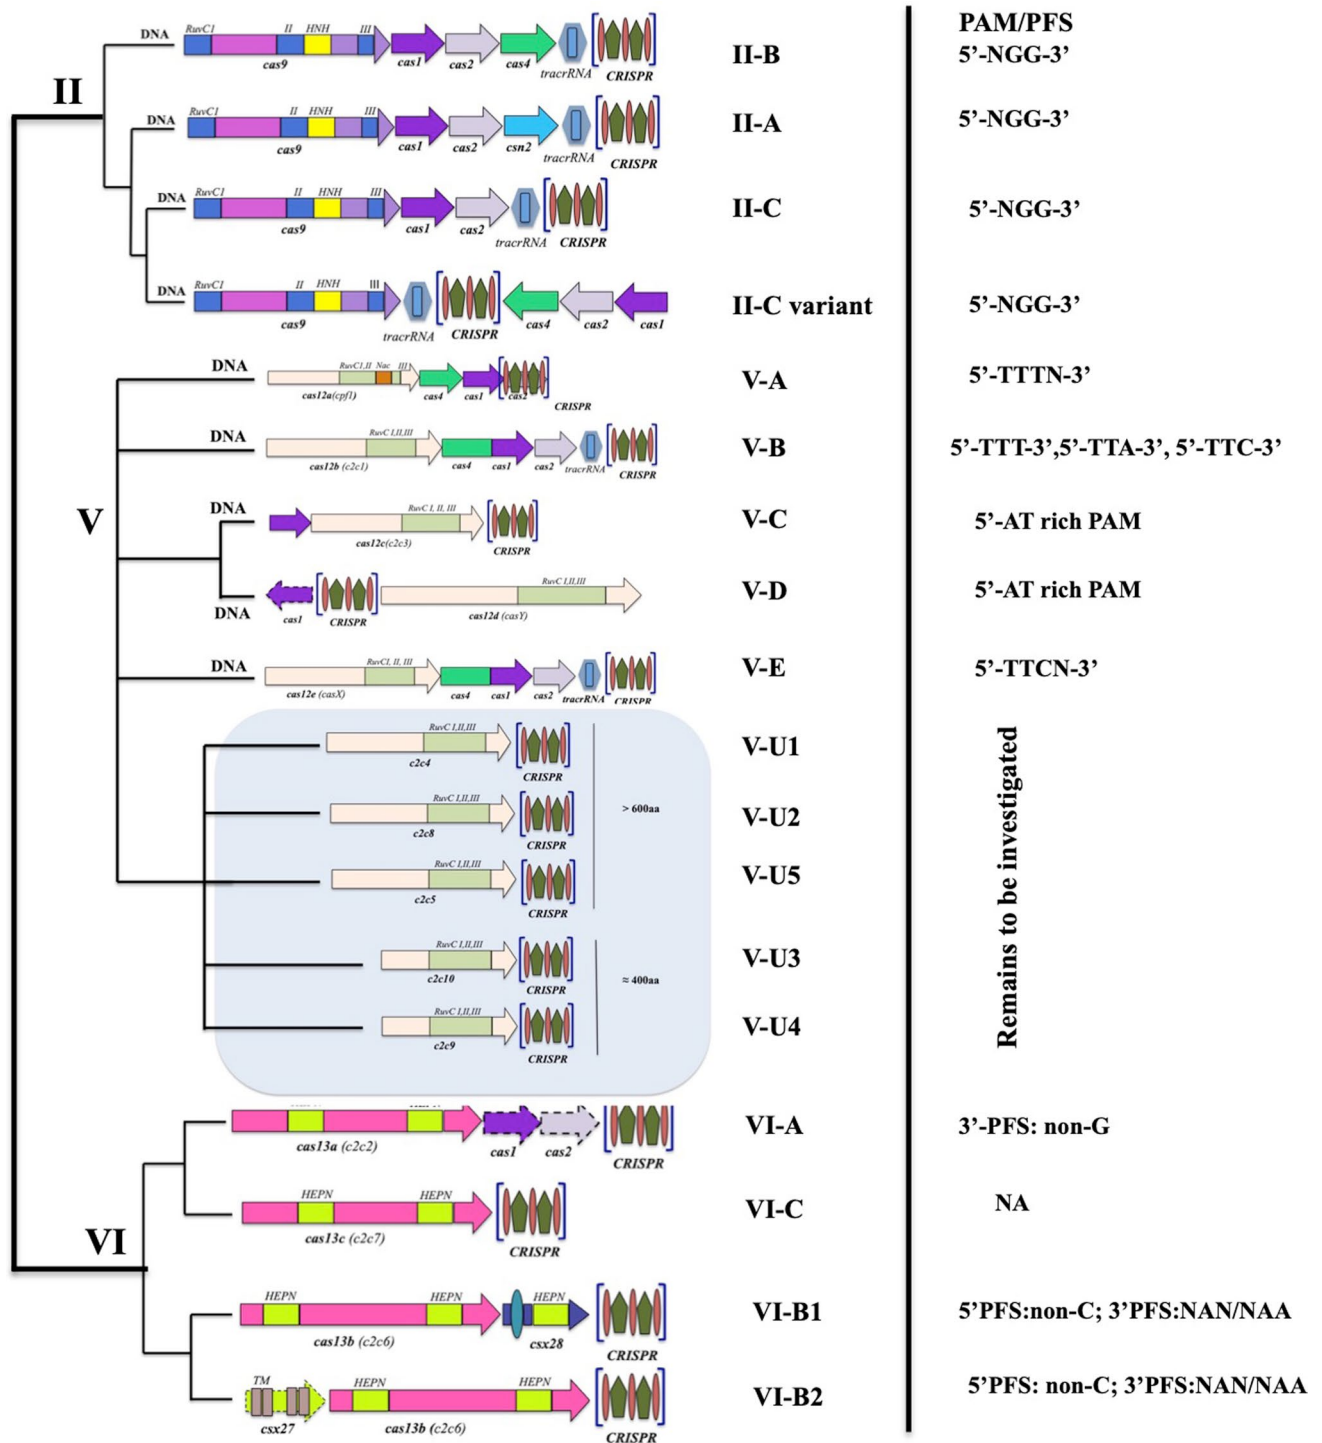 PAM/PFS
II
DNA
RuvC1 II HNH III
cas9 cas1 cas2 cas4 tracrRNA CRISPR
II-B
5’-NGG-3’
DNA
RuvC1 II HNH III
cas9 cas1 cas2 csn2 tracrRNA CRISPR
II-A
5’-NGG-3’
DNA
RuvC1 II HNH III
cas9 cas1 cas2 tracrRNA CRISPR
II-C
5’-NGG-3’
DNA
RuvC1 II HNH III
cas9 tracrRNA CRISPR cas4 cas2 cas1
II-C variant
5’-NGG-3’
V
DNA
RuvC1,II Nac III
cas12a(cpf1) cas4 cas1 cas2 CRISPR
V-A
5’-TTTN-3’
DNA
RuvC I,II,III
cas12b (c2c1) cas4 cas1 cas2 tracrRNA CRISPR
V-B
5’-TTT-3’,5’-TTA-3’, 5’-TTC-3’
DNA
RuvC I, II, III
cas12c(c2c3) CRISPR
V-C
5’-AT rich PAM
DNA
RuvC I,II,III
cas1 CRISPR cas12d (casY)
V-D
5’-AT rich PAM
DNA
RuvC1, II, III
cas12e (casX) cas4 cas1 cas2 tracrRNA CRISPR
V-E
5’-TTCN-3’
RuvC I,II,III
c2c4 CRISPR
V-U1
RuvC I,II,III
c2c8 CRISPR
V-U2
> 600aa
RuvC I,II,III
c2c5 CRISPR
V-U5
RuvC I,II,III
c2c10 CRISPR
V-U3
≈ 400aa
RuvC I,II,III
c2c9 CRISPR
V-U4
Remains to be investigated
VI
cas13a (c2c2) cas1 cas2 CRISPR
VI-A
3’-PFS: non-G
HEPN HEPN
cas13c (c2c7) CRISPR
VI-C
NA
HEPN HEPN HEPN
cas13b (c2c6) csx28 CRISPR
VI-B1
5’PFS:non-C; 3’PFS:NAN/NAA
TM HEPN HEPN
csx27 cas13b (c2c6) CRISPR
VI-B2
5’PFS: non-C; 3’PFS:NAN/NAA